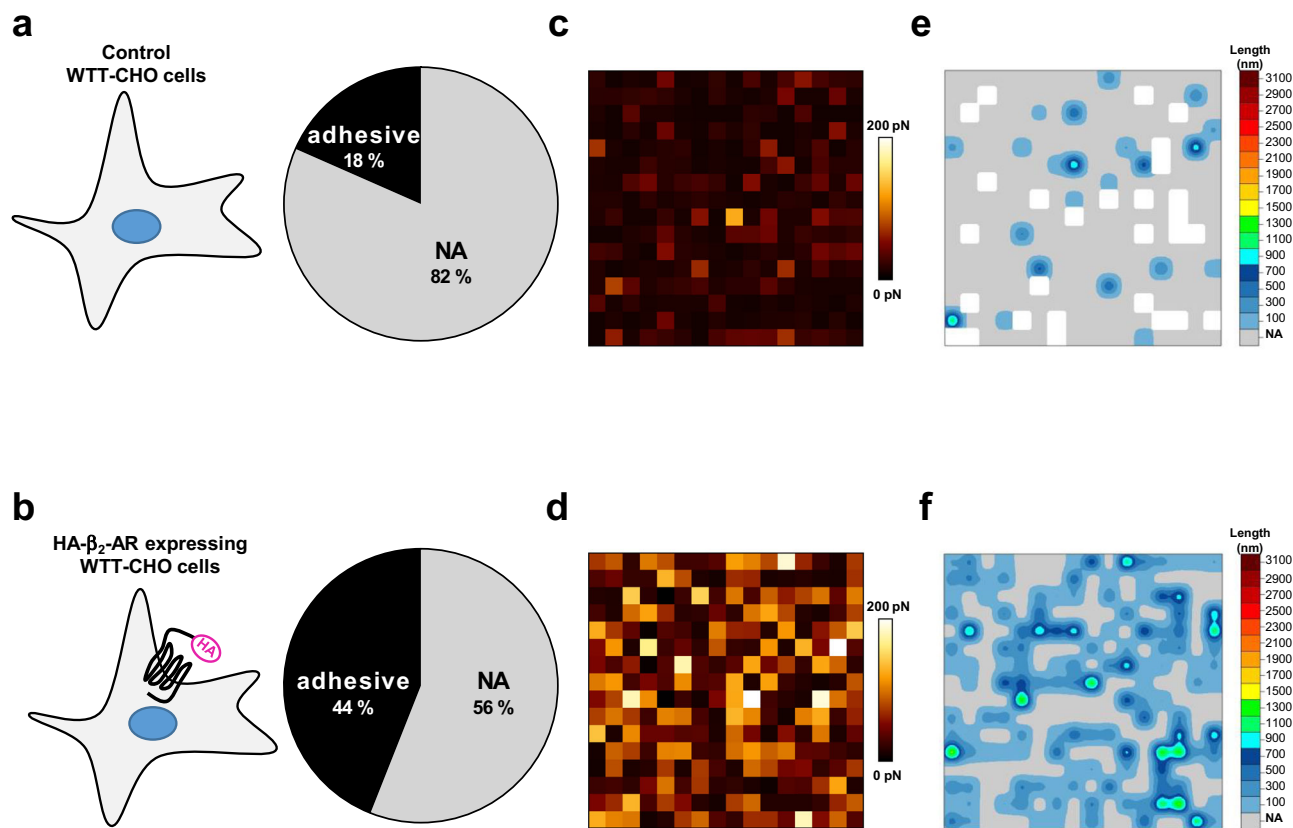 a
Control
WTT-CHO cells
adhesive
18 %
NA
82 %
c
200 pN
0 pN
e
Length
(nm)
3100
2900
2700
2500
2300
2100
1900
1700
1500
1300
1100
900
700
500
300
100
NA
b
HA-β₂-AR expressing
WTT-CHO cells
HA
adhesive
44 %
NA
56 %
d
200 pN
0 pN
f
Length
(nm)
3100
2900
2700
2500
2300
2100
1900
1700
1500
1300
1100
900
700
500
300
100
NA